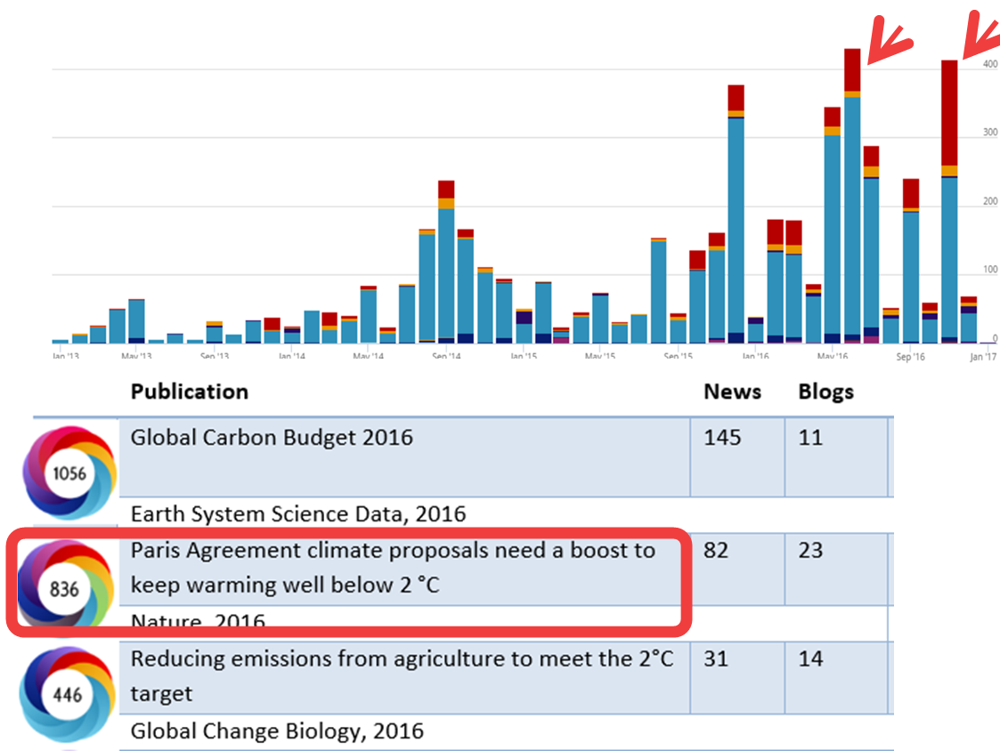 400
300
200
100
0
Jan '13 May '13 Sep '13 Jan '14 May '14 Sep '14 Jan '15 May '15 Sep '15 Jan '16 May '16 Sep '16 Jan '17
Publication News Blogs
1056
Global Carbon Budget 2016 145 11
Earth System Science Data, 2016
Paris Agreement climate proposals need a boost to 82 23
836
keep warming well below 2 °C
Nature, 2016
Reducing emissions from agriculture to meet the 2°C 31 14
446
target
Global Change Biology, 2016